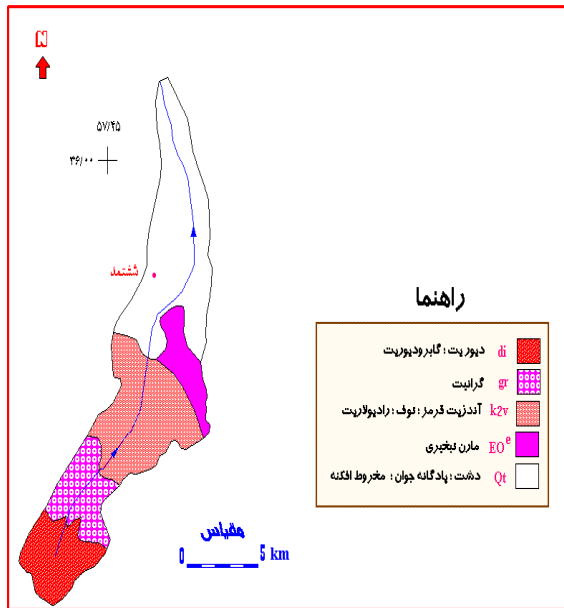 N
۵۷/۴۵
۳۶/۰۰
ششتمد
راهنما
دیوریت ؛ گابرودیوریت di
گرانیت gr
آندزیت قرمز ؛ توف ؛ رادیولاریت k2v
مارن تبخیری EOᵉ
دشت ؛ پادگانه جوان ؛ مخروط افکنه Qt
مقیاس
0 5 km